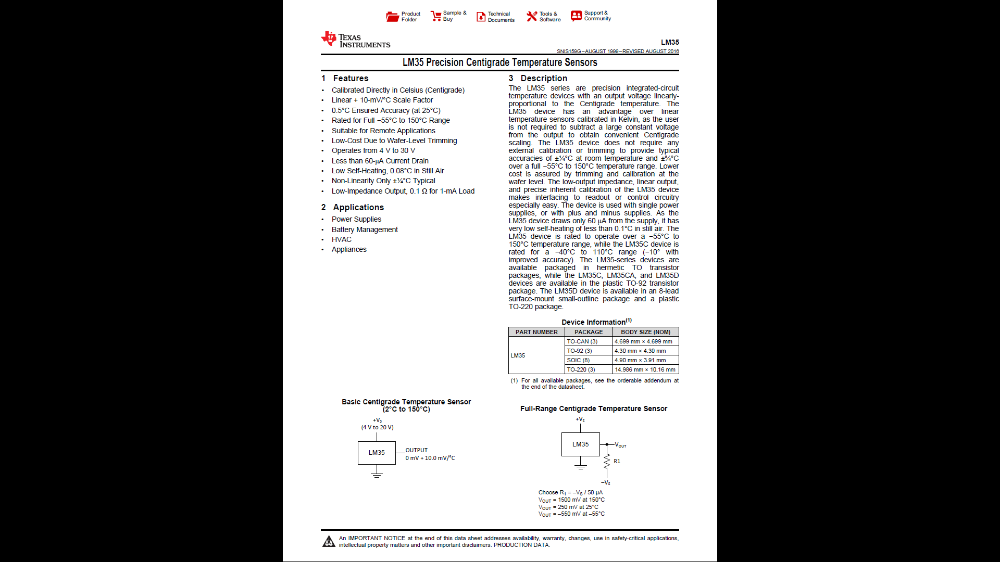 Product
Folder
Sample &
Buy
Technical
Documents
Tools &
Software
Support &
Community
TEXAS
INSTRUMENTS
LM35
SNIS159G–AUGUST 1999–REVISED AUGUST 2016
LM35 Precision Centigrade Temperature Sensors
1 Features
• Calibrated Directly in Celsius (Centigrade)
• Linear + 10-mV/°C Scale Factor
• 0.5°C Ensured Accuracy (at 25°C)
• Rated for Full −55°C to 150°C Range
• Suitable for Remote Applications
• Low-Cost Due to Wafer-Level Trimming
• Operates from 4 V to 30 V
• Less than 60-μA Current Drain
• Low Self-Heating, 0.08°C in Still Air
• Non-Linearity Only ±¼°C Typical
• Low-Impedance Output, 0.1 Ω for 1-mA Load
2 Applications
• Power Supplies
• Battery Management
• HVAC
• Appliances
3 Description
The LM35 series are precision integrated-circuit
temperature devices with an output voltage linearly-
proportional to the Centigrade temperature. The
LM35 device has an advantage over linear
temperature sensors calibrated in Kelvin, as the user
is not required to subtract a large constant voltage
from the output to obtain convenient Centigrade
scaling. The LM35 device does not require any
external calibration or trimming to provide typical
accuracies of ±¼°C at room temperature and ±¾°C
over a full −55°C to 150°C temperature range. Lower
cost is assured by trimming and calibration at the
wafer level. The low-output impedance, linear output,
and precise inherent calibration of the LM35 device
makes interfacing to readout or control circuitry
especially easy. The device is used with single power
supplies, or with plus and minus supplies. As the
LM35 device draws only 60 μA from the supply, it has
very low self-heating of less than 0.1°C in still air. The
LM35 device is rated to operate over a −55°C to
150°C temperature range, while the LM35C device is
rated for a −40°C to 110°C range (−10° with
improved accuracy). The LM35-series devices are
available packaged in hermetic TO transistor
packages, while the LM35C, LM35CA, and LM35D
devices are available in the plastic TO-92 transistor
package. The LM35D device is available in an 8-lead
surface-mount small-outline package and a plastic
TO-220 package.
Device Information(1)
PART NUMBER PACKAGE BODY SIZE (NOM)
LM35
TO-CAN (3) 4.699 mm × 4.699 mm
TO-92 (3) 4.30 mm × 4.30 mm
SOIC (8) 4.90 mm × 3.91 mm
TO-220 (3) 14.986 mm × 10.16 mm
(1) For all available packages, see the orderable addendum at
the end of the datasheet.
Basic Centigrade Temperature Sensor
(2°C to 150°C)
+VS
(4 V to 20 V)
LM35
OUTPUT
0 mV + 10.0 mV/°C
Full-Range Centigrade Temperature Sensor
+VS
LM35
VOUT
R1
–VS
Choose R1 = –VS / 50 μA
VOUT = 1500 mV at 150°C
VOUT = 250 mV at 25°C
VOUT = –550 mV at –55°C
An IMPORTANT NOTICE at the end of this data sheet addresses availability, warranty, changes, use in safety-critical applications,
intellectual property matters and other important disclaimers. PRODUCTION DATA.